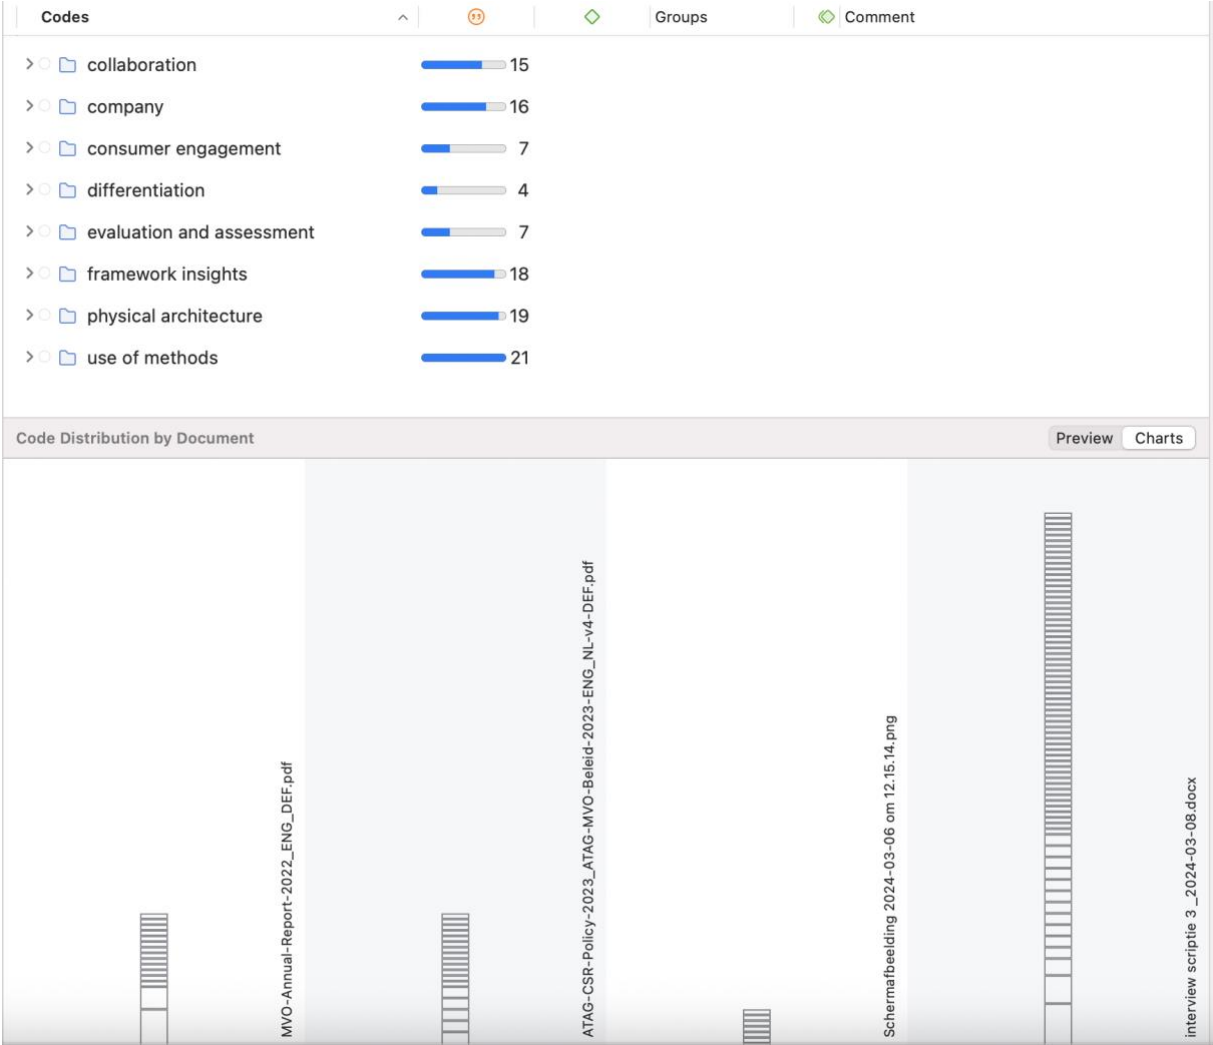 Codes Groups Comment
collaboration 15
company 16
consumer engagement 7
differentiation 4
evaluation and assessment 7
framework insights 18
physical architecture 19
use of methods 21
Code Distribution by Document Preview Charts
MVO-Annual-Report-2022_ENG_DEF.pdf
ATAG-CSR-Policy-2023_ATAG-MVO-Beleid-2023-ENG_NL-v4-DEF.pdf
Schermafbeelding 2024-03-06 om 12.15.14.png
interview scriptie 3 _2024-03-08.docx